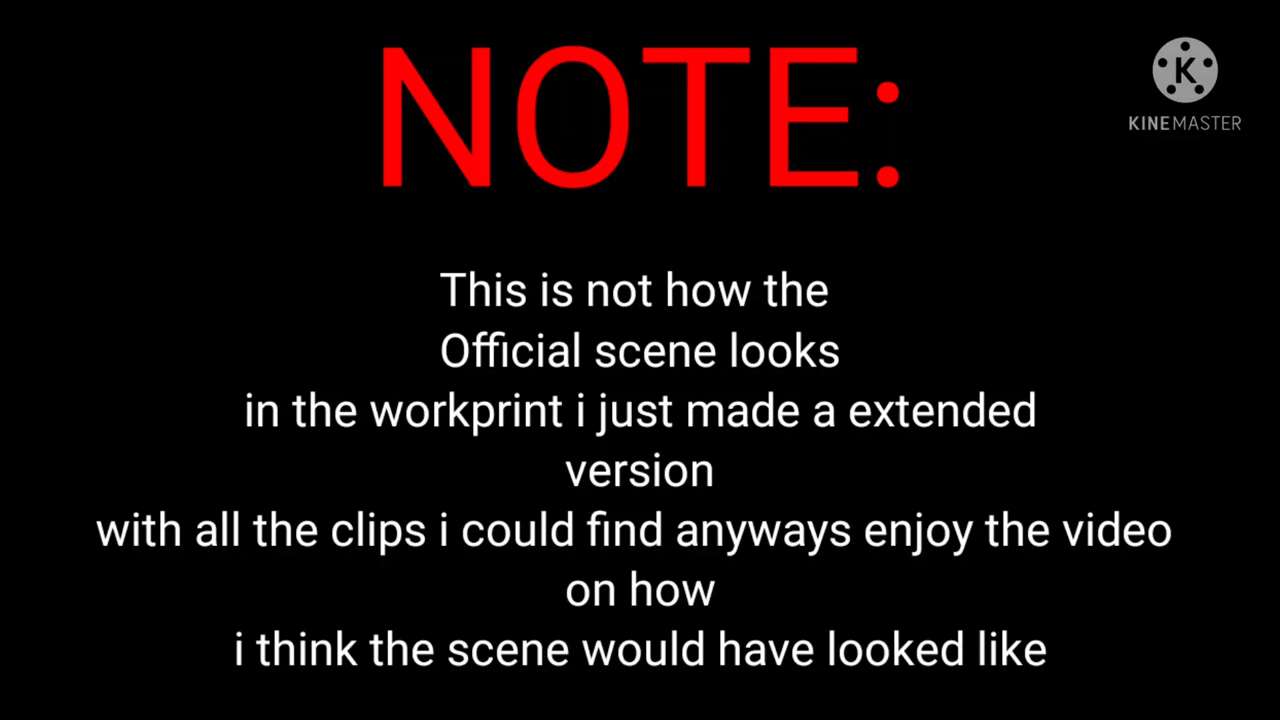 NOTE:
K
KINEMASTER
This is not how the
Official scene looks
in the workprint i just made a extended
version
with all the clips i could find anyways enjoy the video
on how
i think the scene would have looked like